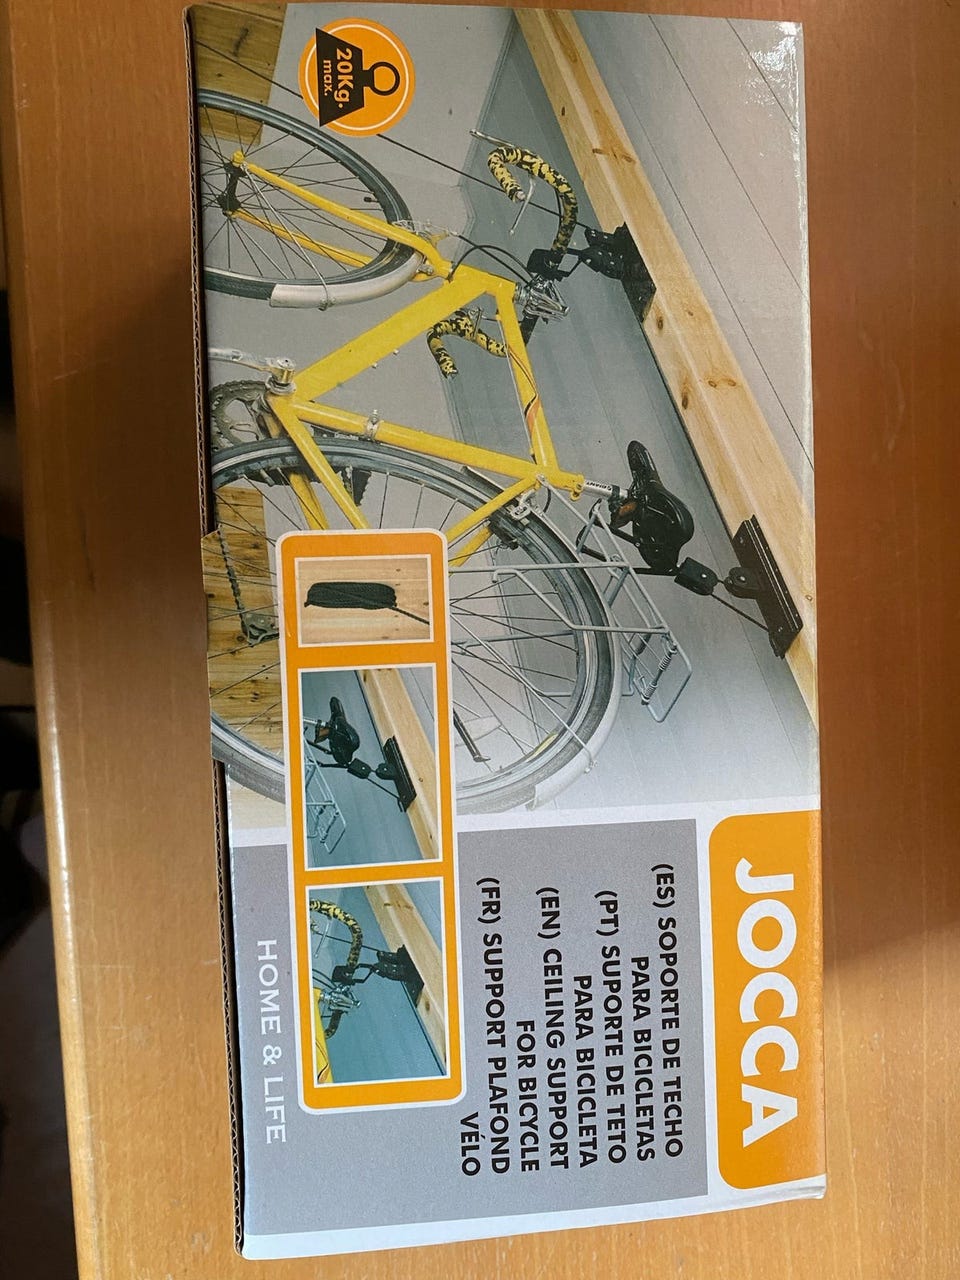 20Kg.
max.
JOCCA
(ES) SOPORTE DE TECHO
PARA BICICLETAS
(PT) SUPORTE DE TETO
PARA BICICLETA
(EN) CEILING SUPPORT
FOR BICYCLE
(FR) SUPPORT PLAFOND
VÉLO
HOME & LIFE